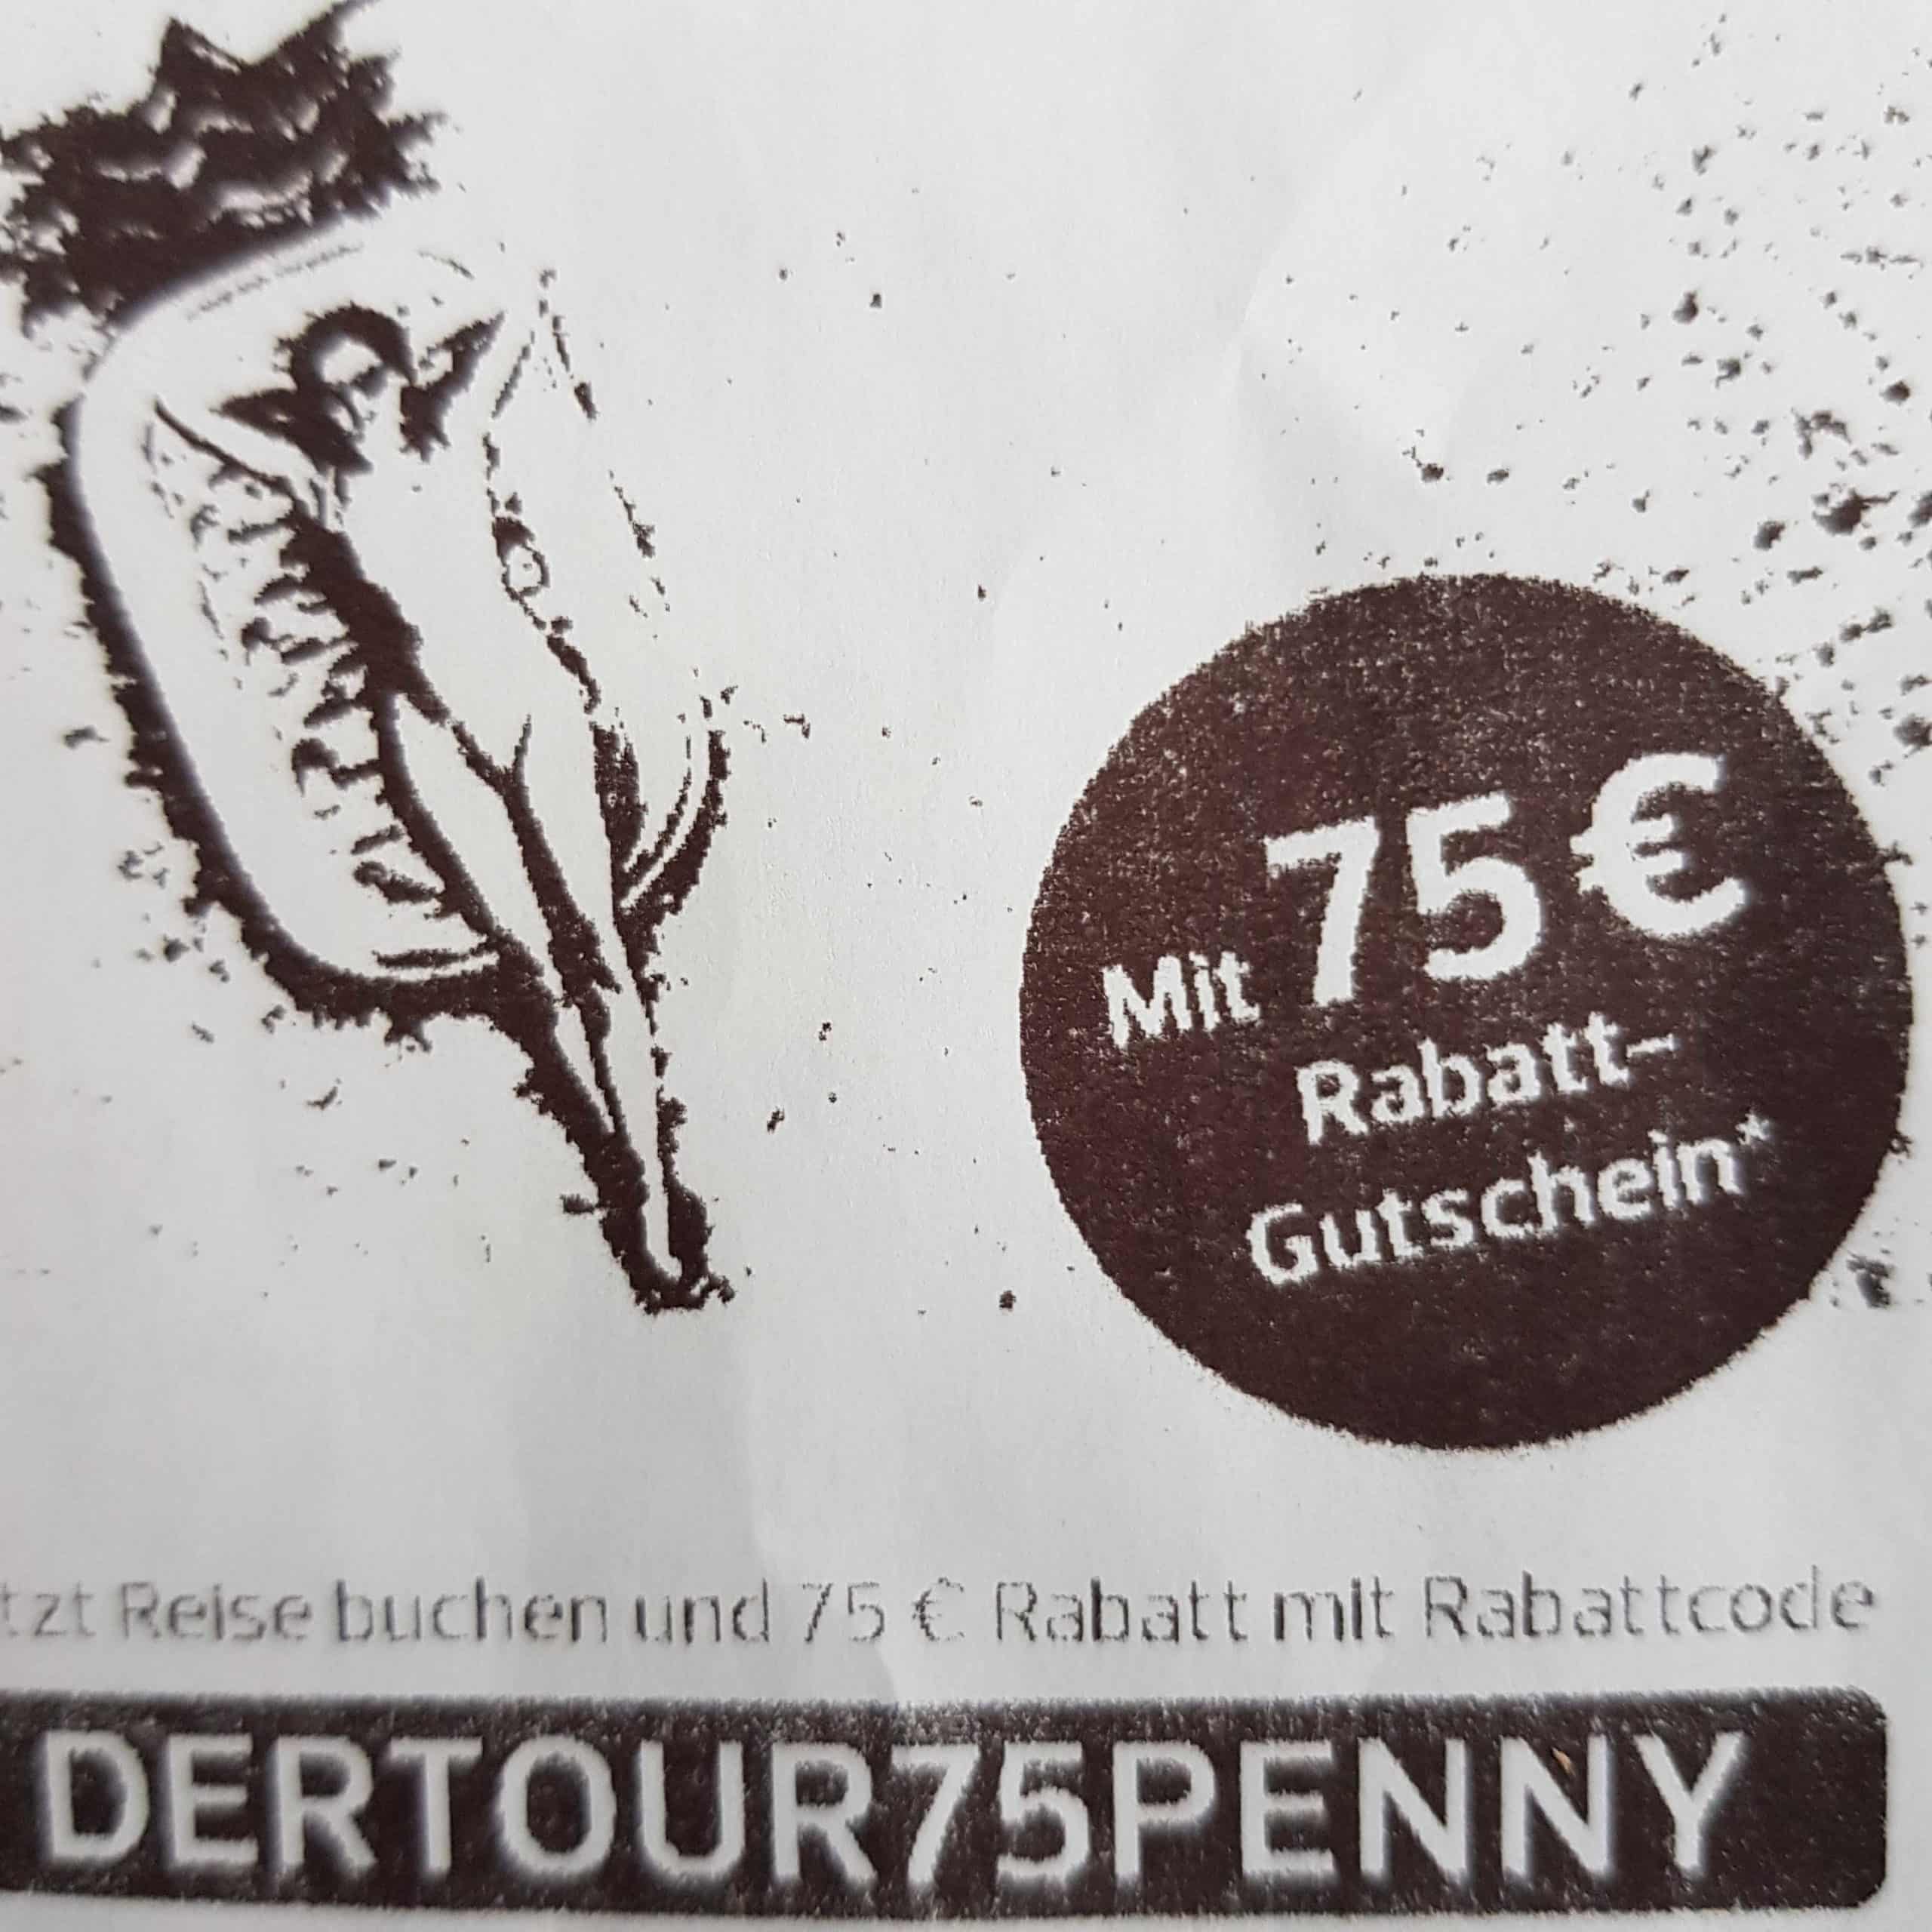 Mit 75 €
Rabatt-
Gutschein*
tzt Reise buchen und 75 € Rabatt mit Rabattcode
DERTOUR75PENNY